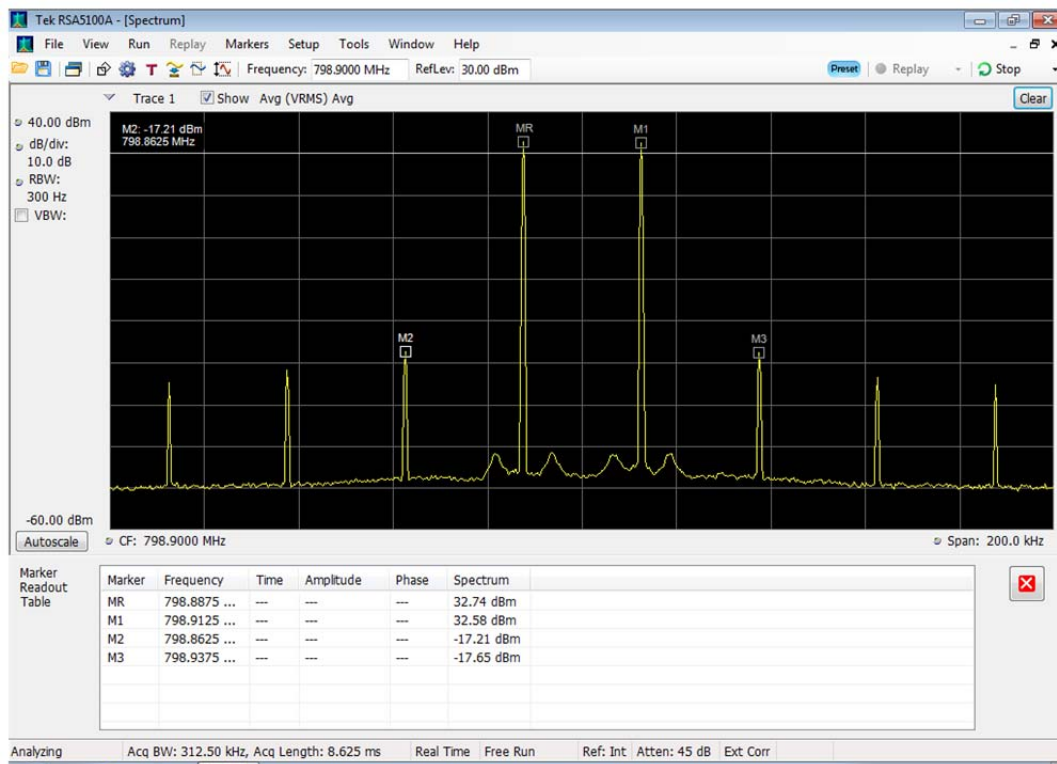 Tek RSA5100A - [Spectrum]
File View Run Replay Markers Setup Tools Window Help
T Frequency: 798.9000 MHz RefLev: 30.00 dBm Preset Replay Stop
Trace 1 Show Avg (VRMS) Avg Clear
40.00 dBm
dB/div:
10.0 dB
RBW:
300 Hz
VBW:
M2: -17.21 dBm
798.8625 MHz
MR M1
M2 M3
-60.00 dBm
Autoscale CF: 798.9000 MHz Span: 200.0 kHz
Marker
Readout
Table
Marker Frequency Time Amplitude Phase Spectrum
MR 798.8875 ... --- --- --- 32.74 dBm
M1 798.9125 ... --- --- --- 32.58 dBm
M2 798.8625 ... --- --- --- -17.21 dBm
M3 798.9375 ... --- --- --- -17.65 dBm
Analyzing Acq BW: 312.50 kHz, Acq Length: 8.625 ms Real Time Free Run Ref: Int Atten: 45 dB Ext Corr